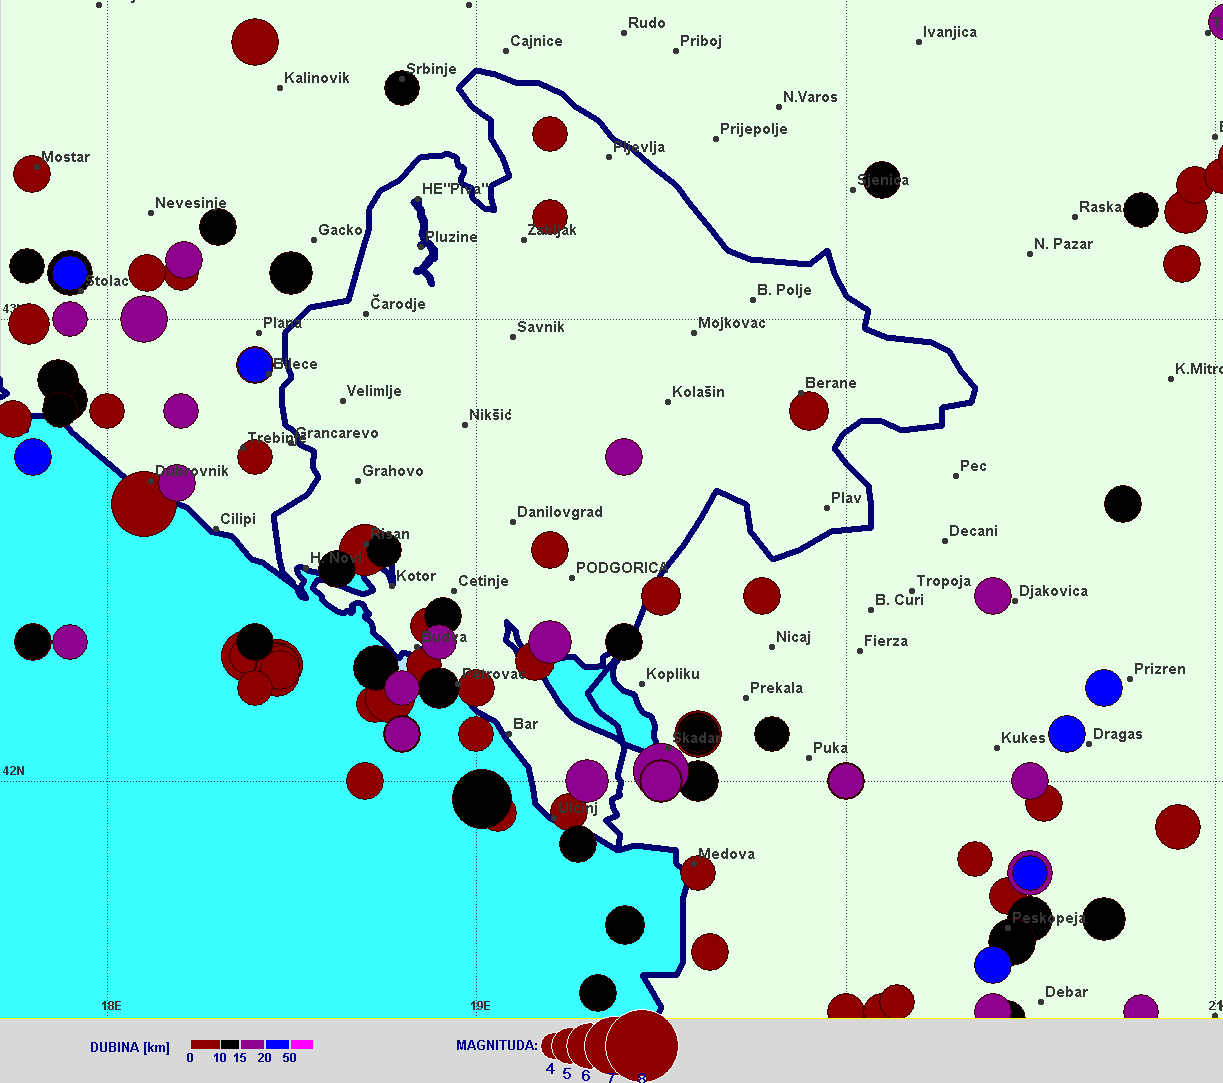 Rudo
Ivanjica
Cajnice
Priboj
Srbinje
Kalinovik
N.Varos
Prijepolje
Pljevlja
Mostar
HE"Piva"
Sjenica
Nevesinje
Raska
Gacko
Pluzine
Zabljak
N. Pazar
Stolac
B. Polje
Čarodje
43N
Plana
Savnik
Mojkovac
Bilece
K.Mitro
Berane
Velimlje
Kolašin
Nikšić
Trebinje
Grancarevo
Dubrovnik
Grahovo
Pec
Plav
Cilipi
Danilovgrad
Risan
Decani
H. Novi
Kotor
Cetinje
PODGORICA
Tropoja
Djakovica
B. Curi
Budva
Nicaj
Fierza
Petrovac
Kopliku
Prizren
Prekala
Bar
Skadar
Puka
Kukes
Dragas
42N
Ulcinj
Medova
Peskopeja
Debar
18E
19E
21
DUBINA [km]
0 10 15 20 50
MAGNITUDA:
4 5 6 7 8